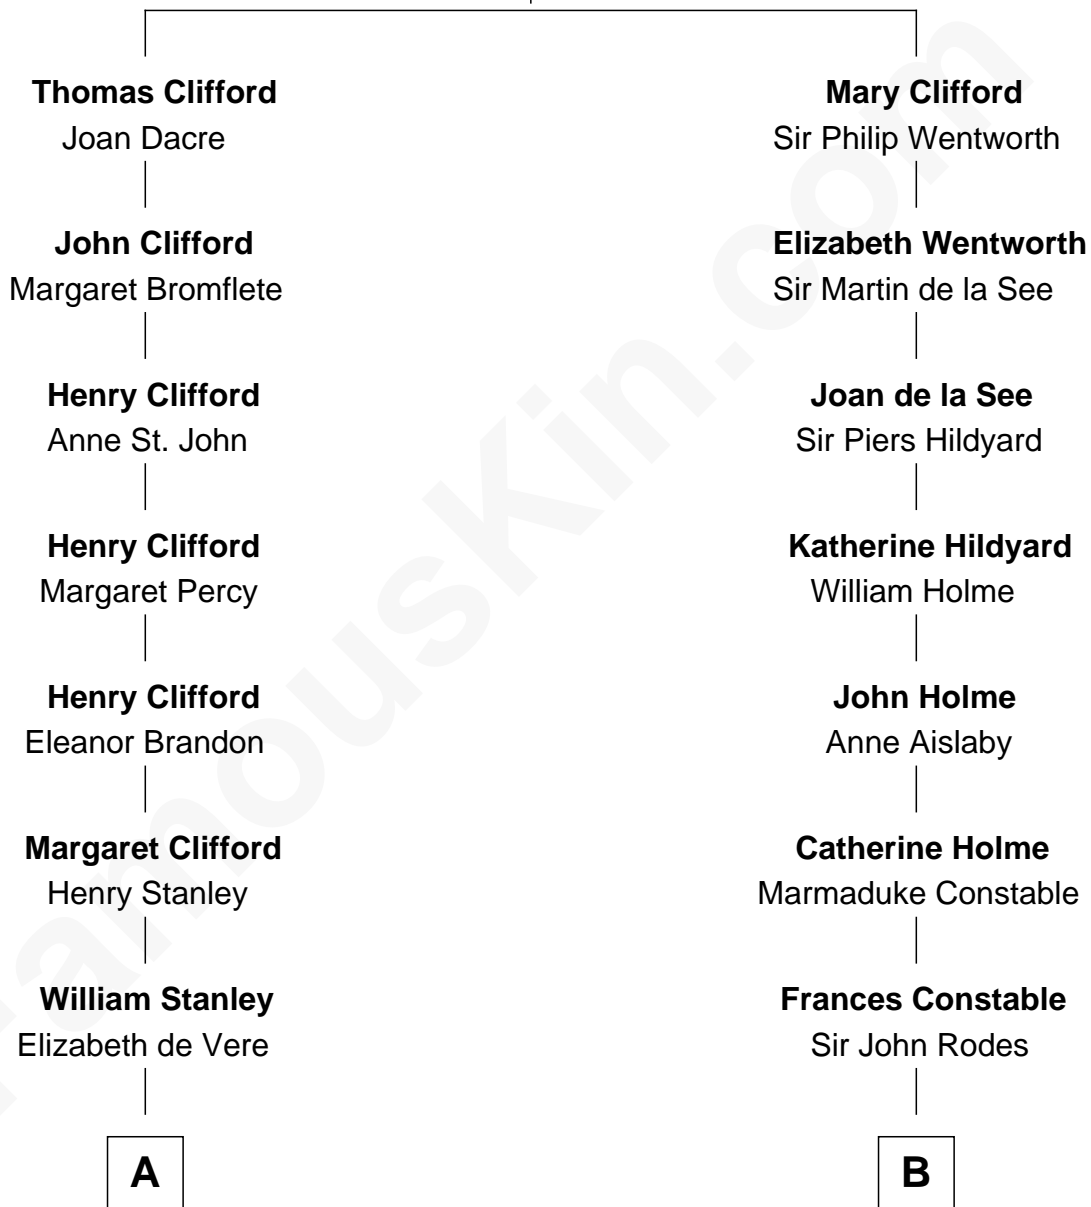 Thomas Clifford
Joan Dacre
John Clifford
Margaret Bromflete
Henry Clifford
Anne St. John
Henry Clifford
Margaret Percy
Henry Clifford
Eleanor Brandon
Margaret Clifford
Henry Stanley
William Stanley
Elizabeth de Vere
A
Mary Clifford
Sir Philip Wentworth
Elizabeth Wentworth
Sir Martin de la See
Joan de la See
Sir Piers Hildyard
Katherine Hildyard
William Holme
John Holme
Anne Aislaby
Catherine Holme
Marmaduke Constable
Frances Constable
Sir John Rodes
B
FamousKin.com